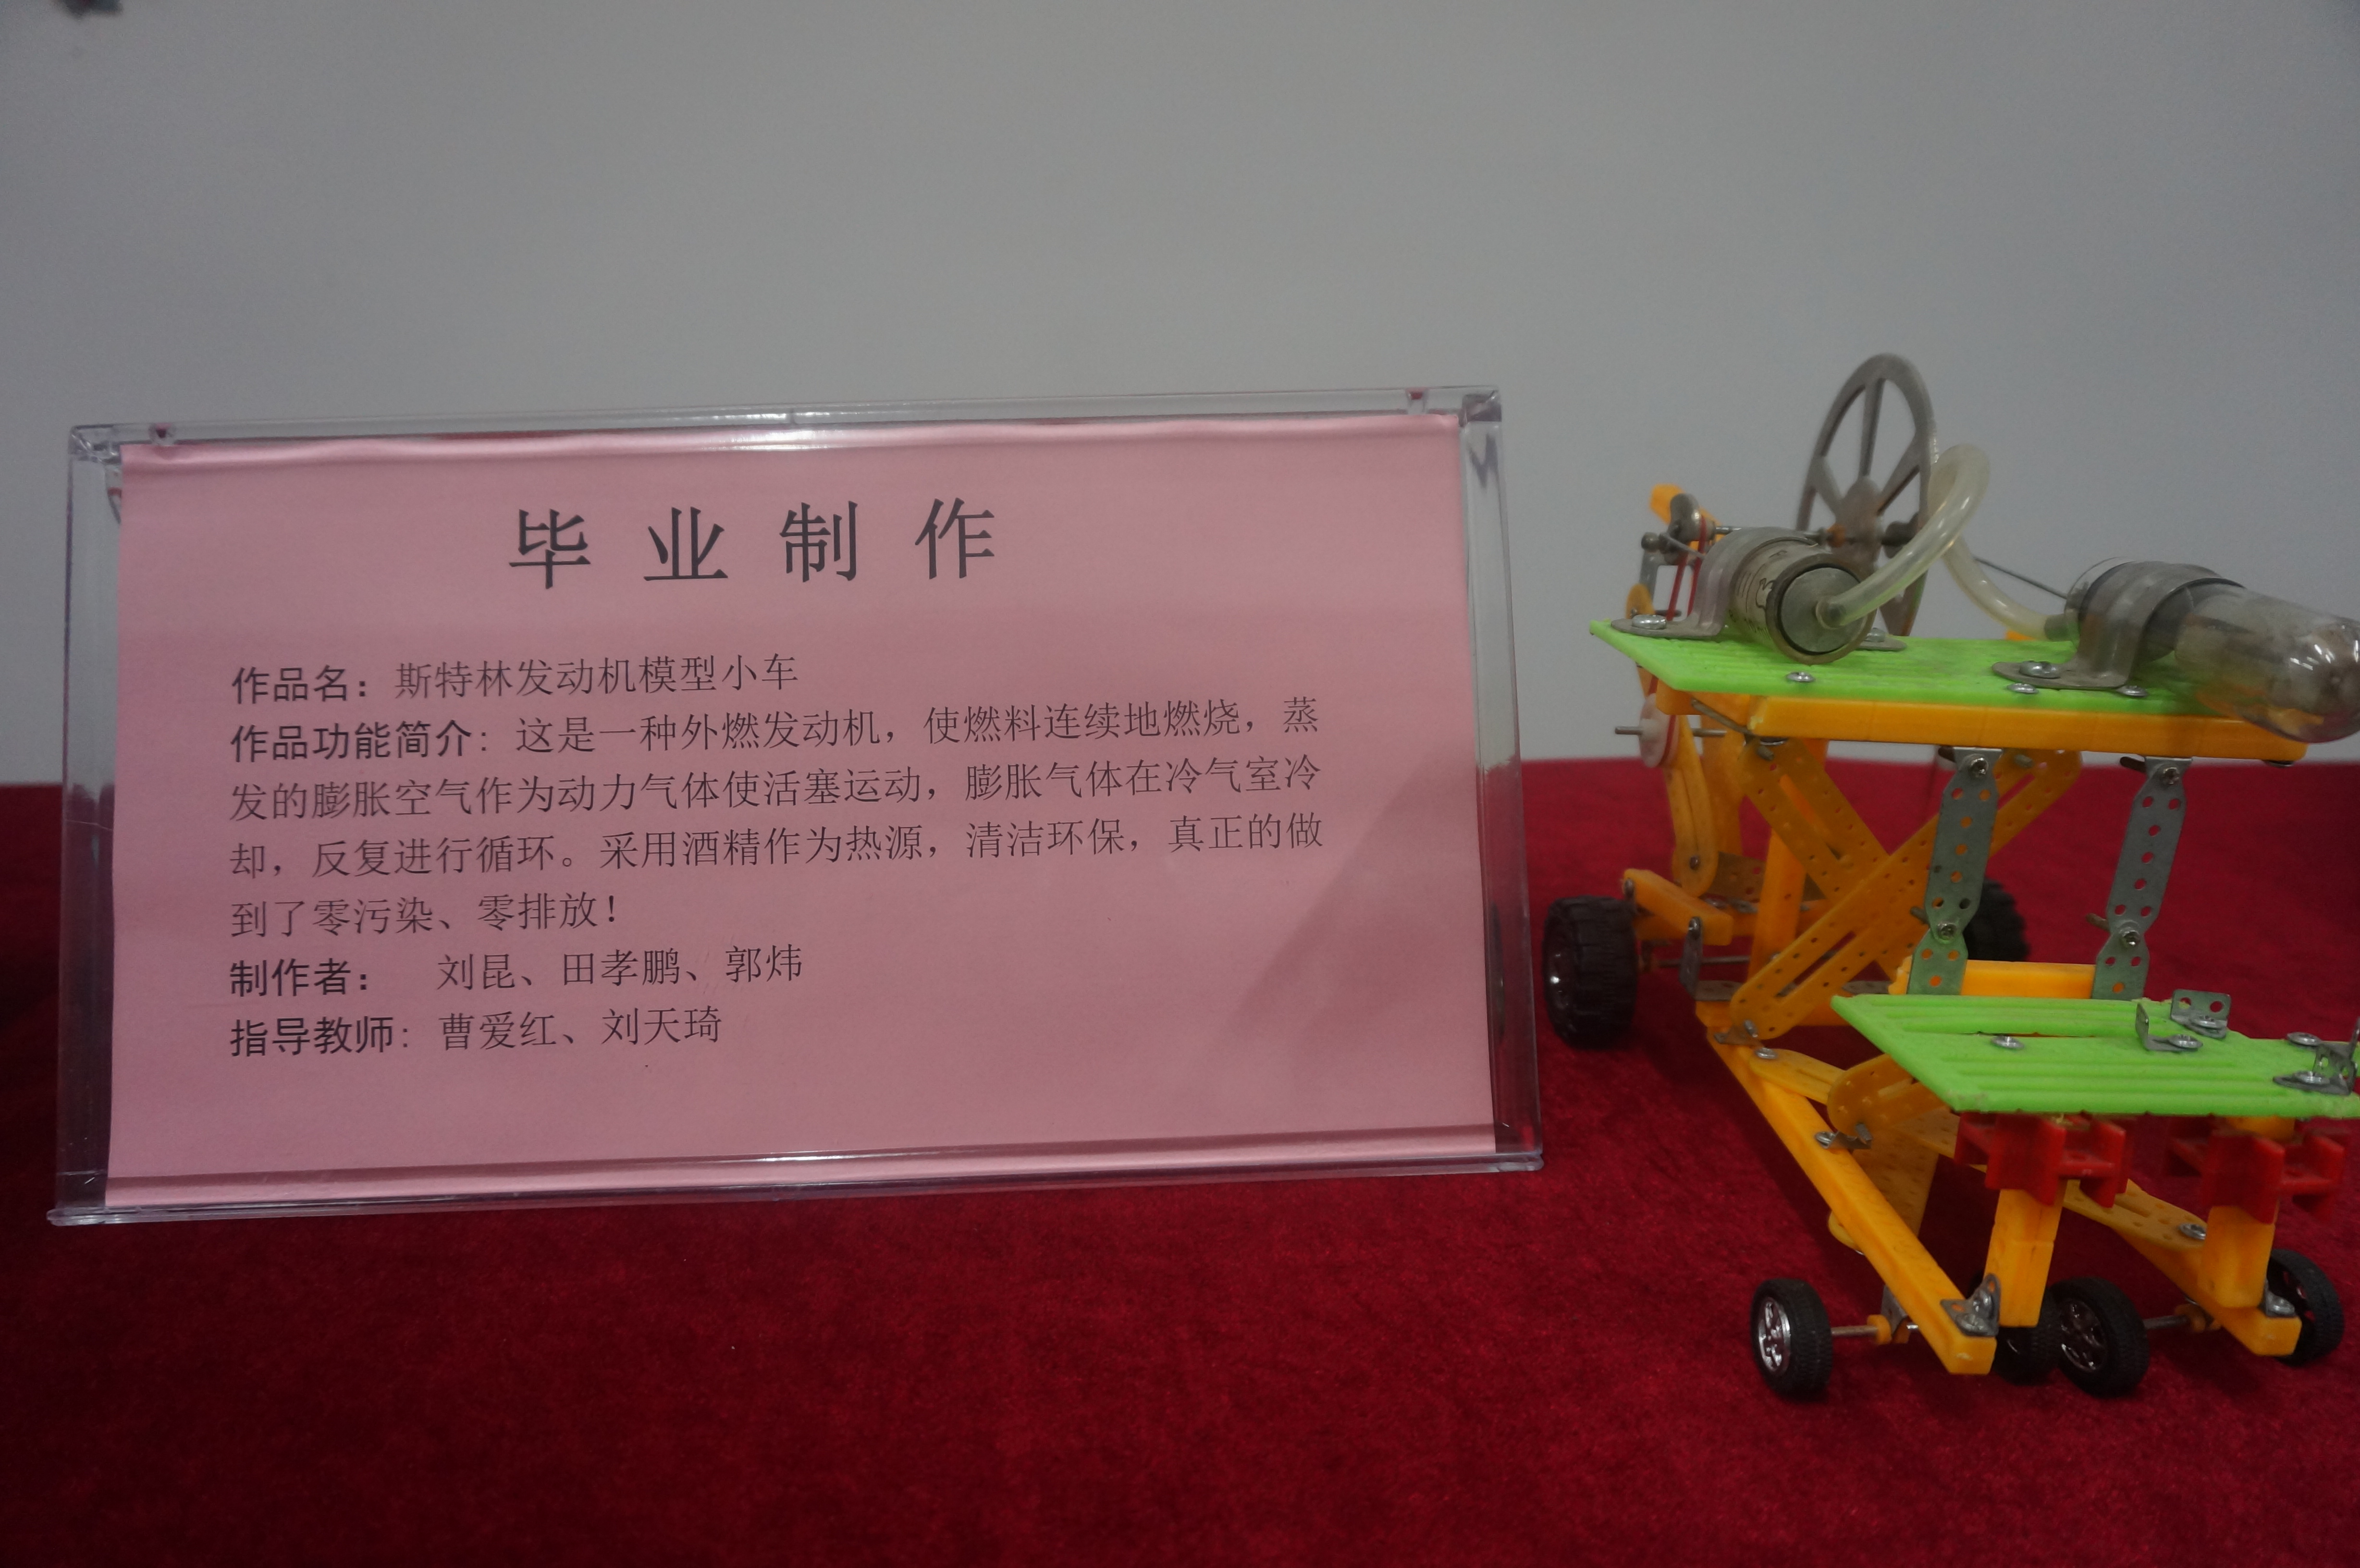 毕业制作
作品名：斯特林发动机模型小车
作品功能简介：这是一种外燃发动机，使燃料连续地燃烧，蒸
发的膨胀空气作为动力气体使活塞运动，膨胀气体在冷气室冷
却，反复进行循环。采用酒精作为热源，清洁环保，真正的做
到了零污染、零排放！
制作者： 刘昆、田孝鹏、郭炜
指导教师：曹爱红、刘天琦